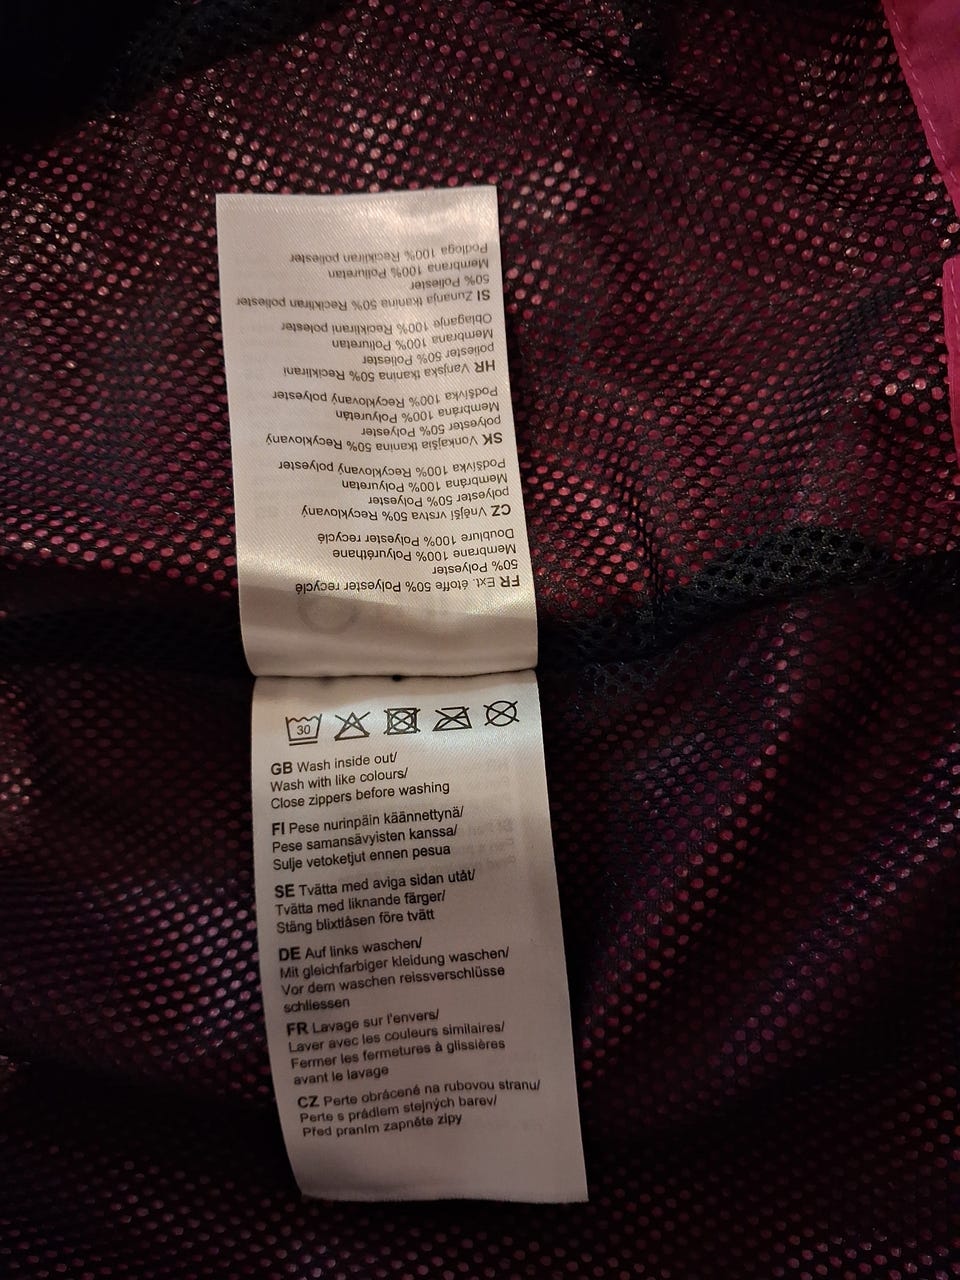 FR Ext. étoffe 50% Polyester recyclé
50% Polyester
Membrane 100% Polyuréthane
Doublure 100% Polyester recyclé
CZ Vnější vrstva 50% Recyklovaný
polyester 50% Polyester
Membrána 100% Polyuretan
Podšívka 100% Recyklovaný polyester
SK Vonkajšia tkanina 50% Recyklovaný
polyester 50% Polyester
Membrána 100% Polyuretán
Podšívka 100% Recyklovaný polyester
HR Vanjska tkanina 50% Reciklirani
poliester 50% Poliester
Membrana 100% Poliuretan
Oblaganje 100% Reciklirani poliester
SI Zunanja tkanina 50% Recikliran poliester
50% Poliester
Membrana 100% Poliuretan
Podloga 100% Recikliran poliester
30
GB Wash inside out/
Wash with like colours/
Close zippers before washing
FI Pese nurinpäin käännettynä/
Pese samansävyisten kanssa/
Sulje vetoketjut ennen pesua
SE Tvätta med aviga sidan utåt/
Tvätta med liknande färger/
Stäng blixtlåsen före tvätt
DE Auf links waschen/
Mit gleichfarbiger kleidung waschen/
Vor dem waschen reissverschlüsse
schliessen
FR Lavage sur l'envers/
Laver avec les couleurs similaires/
Fermer les fermetures à glissières
avant le lavage
CZ Perte obrácené na rubovou stranu/
Perte s prádlem stejných barev/
Před praním zapněte zipy